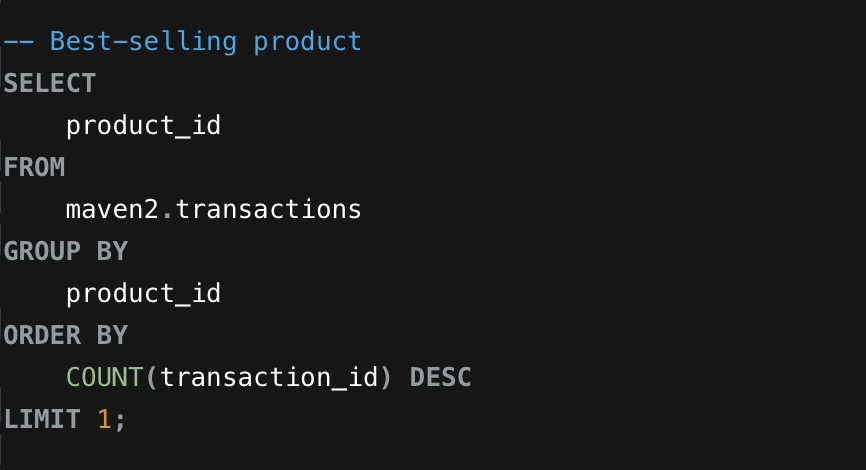 -- Best-selling product
SELECT
    product_id
FROM
    maven2.transactions
GROUP BY
    product_id
ORDER BY
    COUNT(transaction_id) DESC
LIMIT 1;